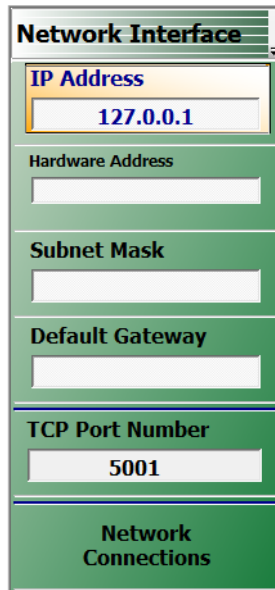 Network Interface
IP Address
127.0.0.1
Hardware Address
Subnet Mask
Default Gateway
TCP Port Number
5001
Network
Connections